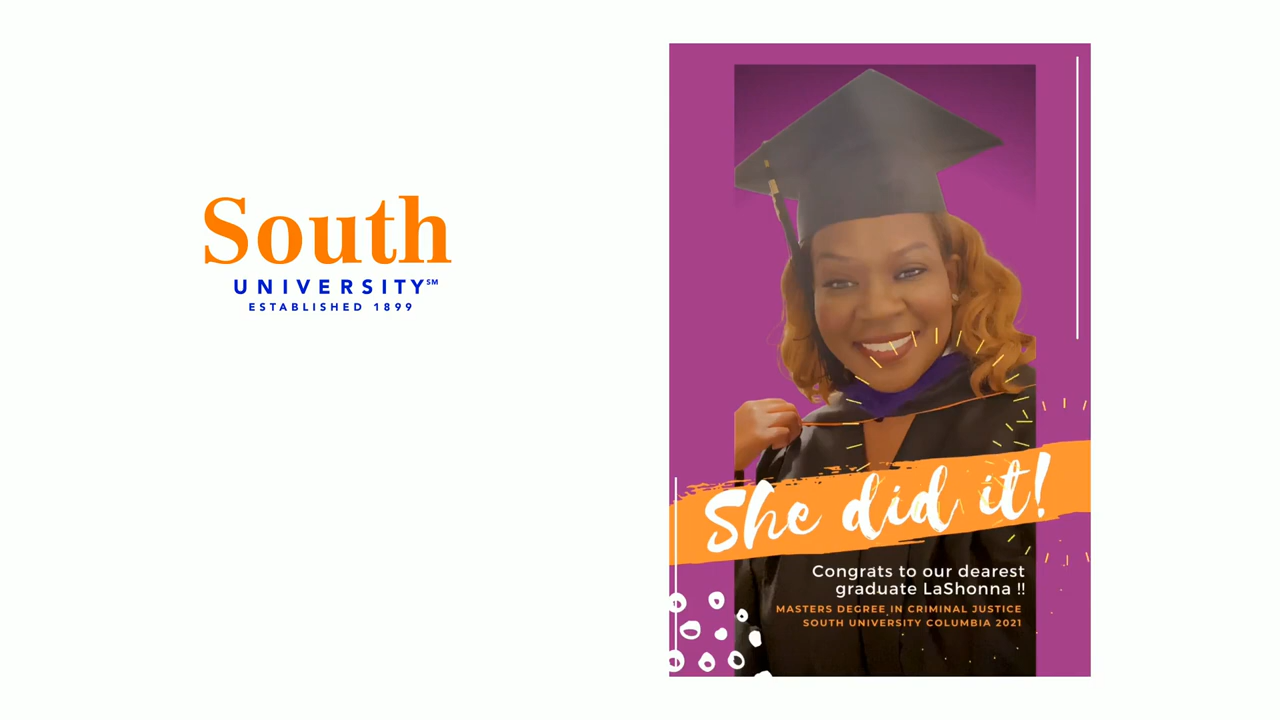 South
UNIVERSITY℠
ESTABLISHED 1899
She did it!
Congrats to our dearest
graduate LaShonna !!
MASTERS DEGREE IN CRIMINAL JUSTICE
SOUTH UNIVERSITY COLUMBIA 2021